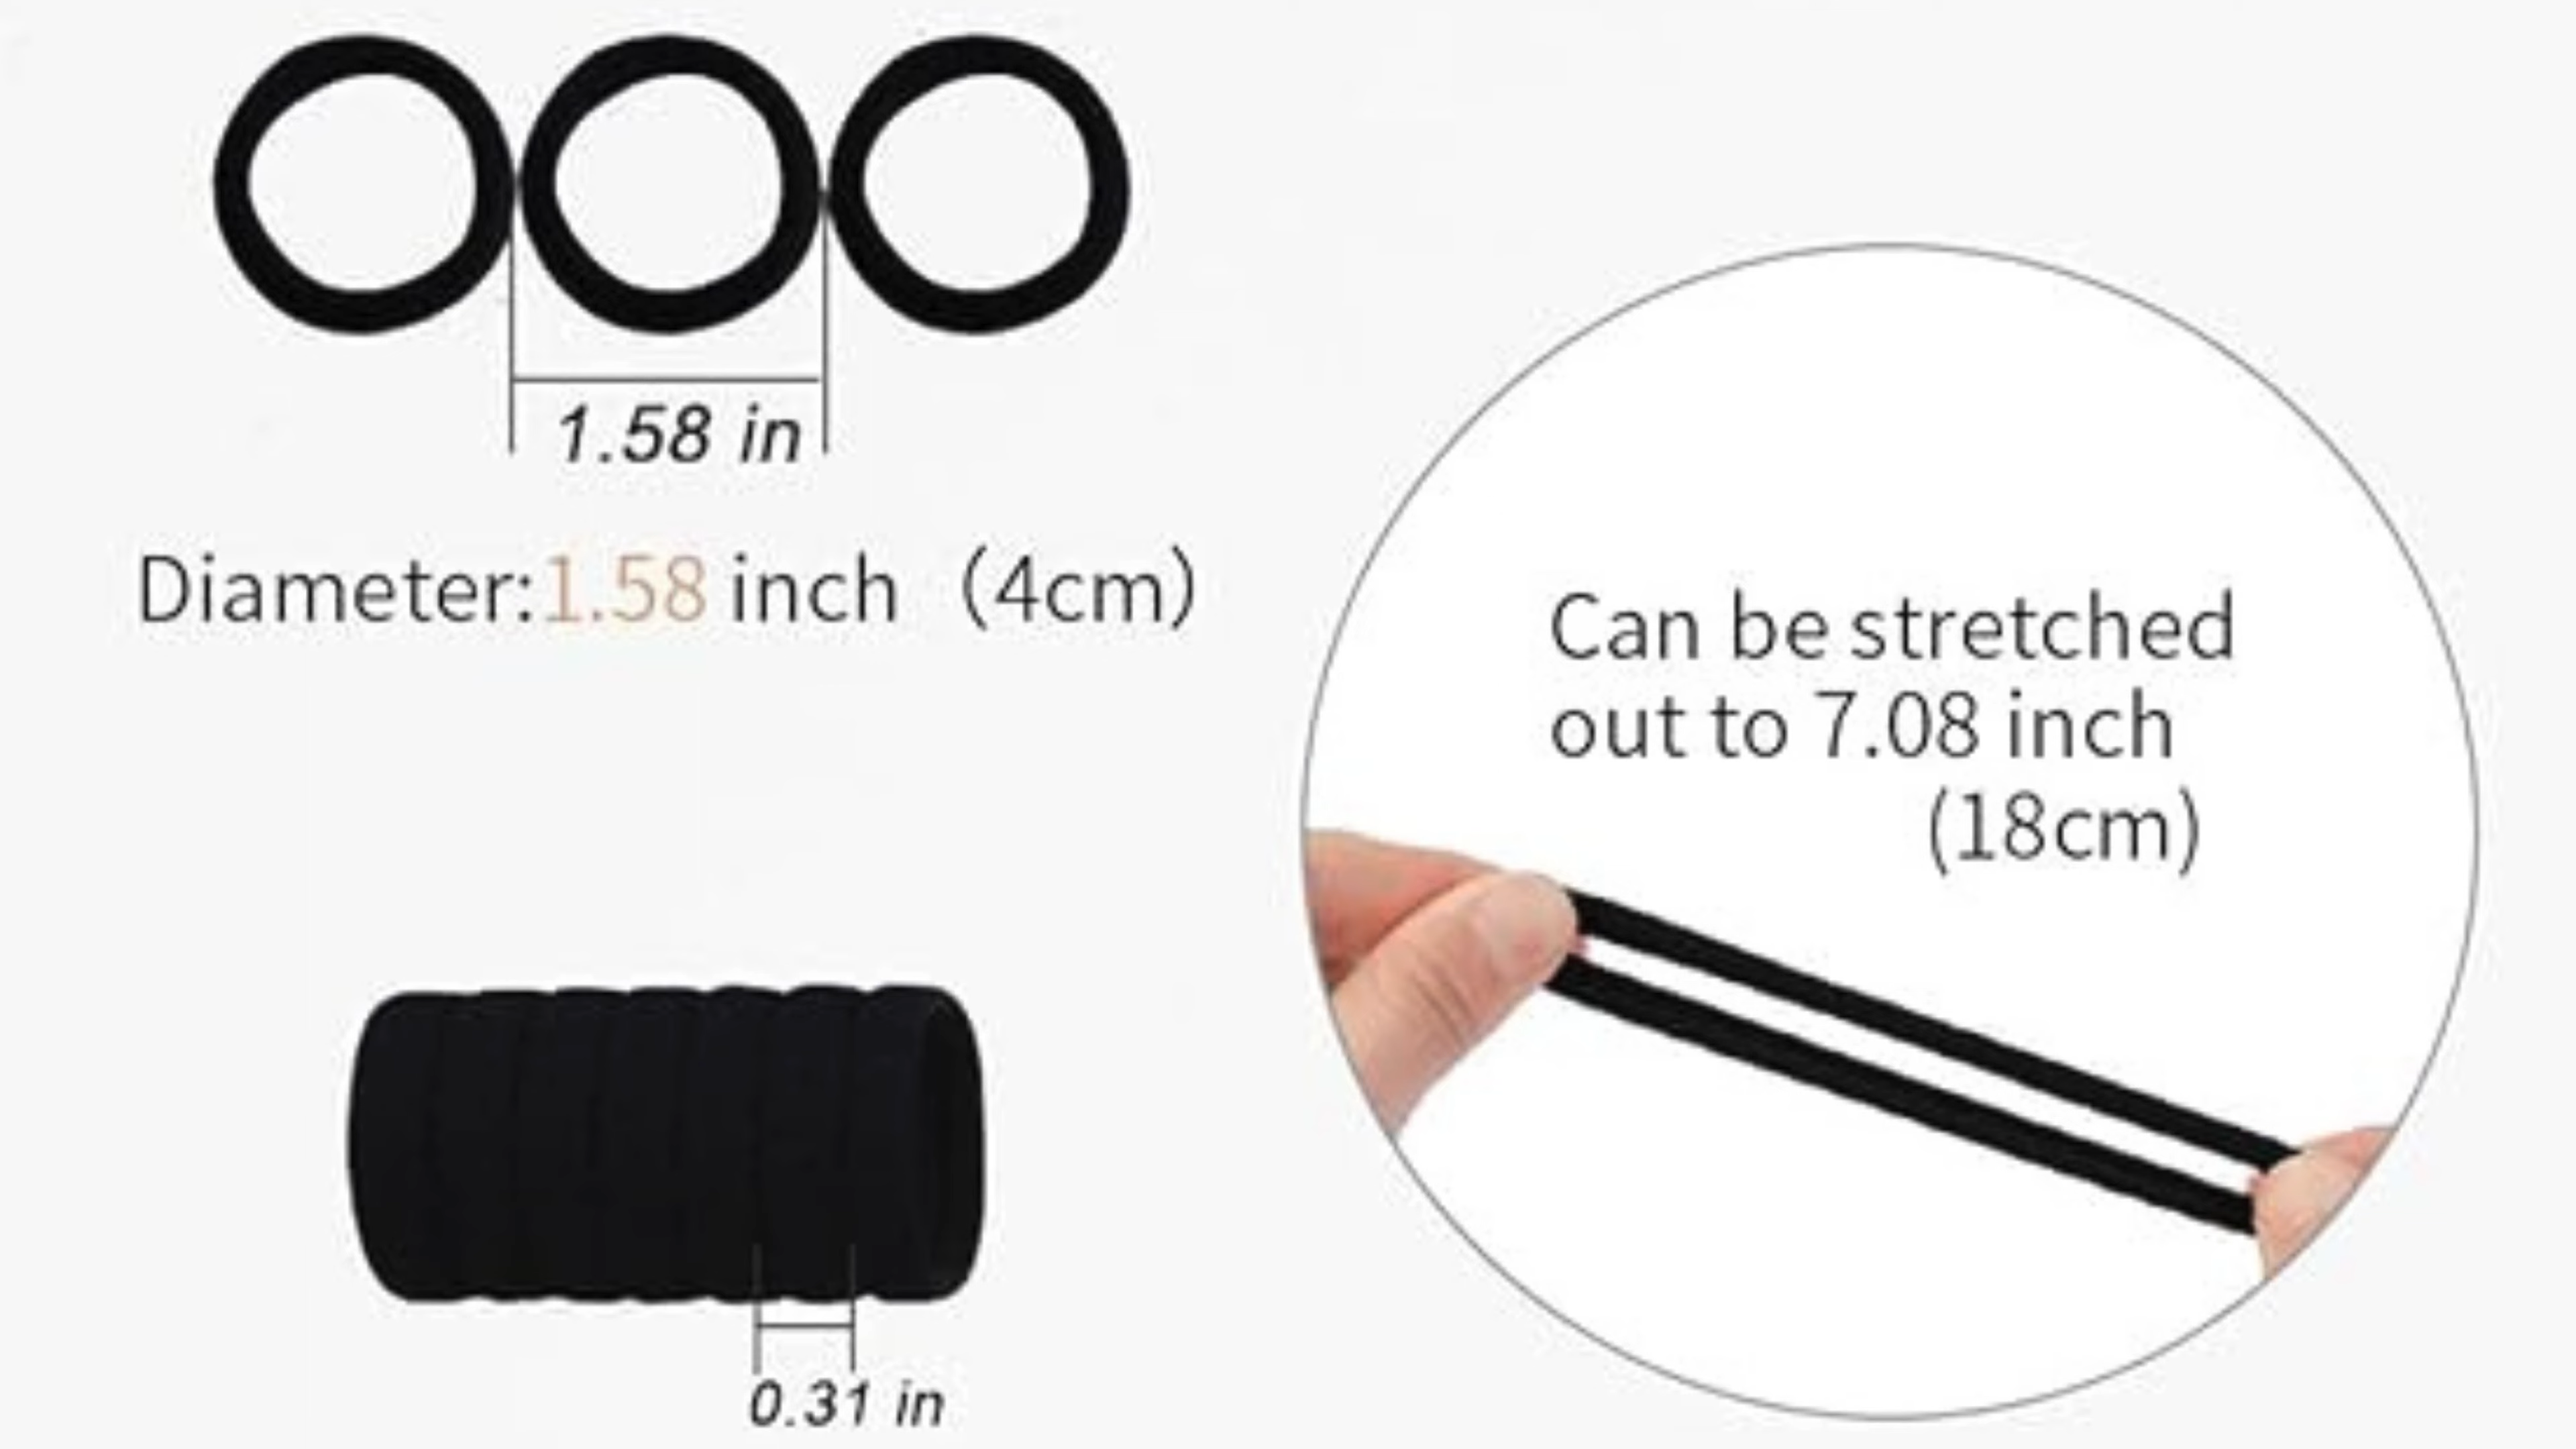 1.58 in
Diameter:1.58 inch（4cm）
Can be stretched
out to 7.08 inch
(18cm)
0.31 in